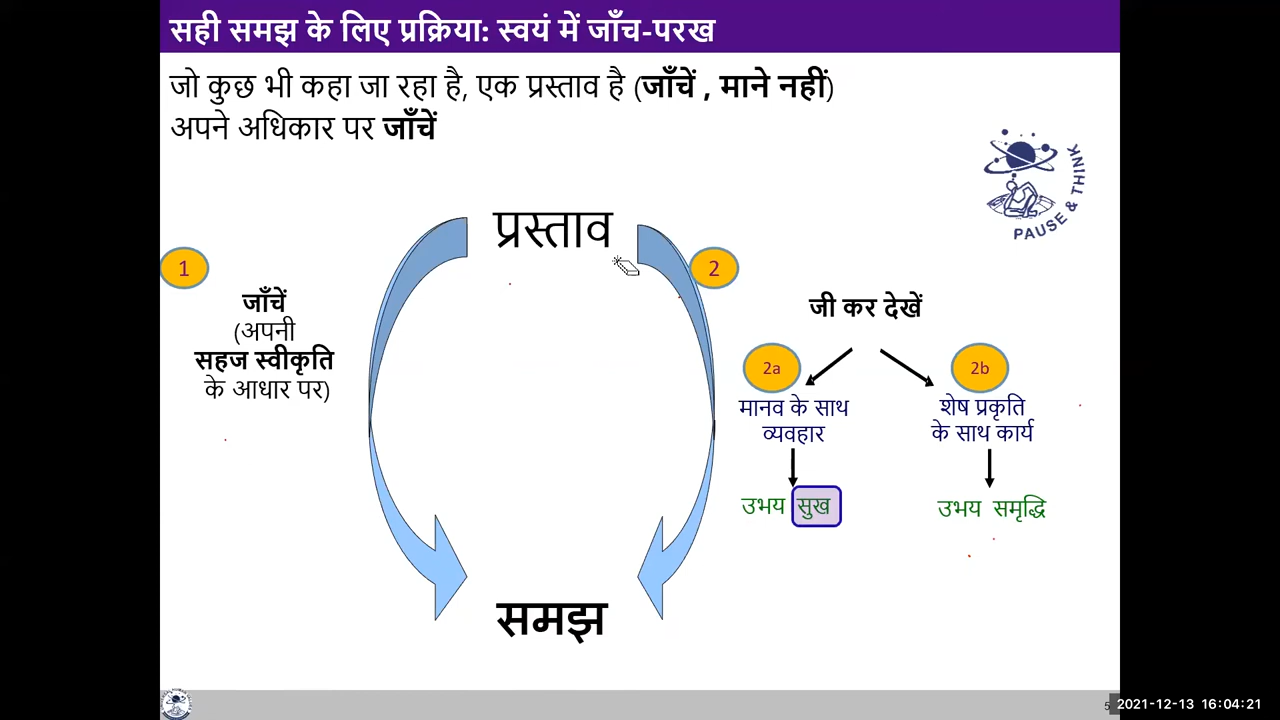 सही समझ के लिए प्रक्रिया: स्वयं में जाँच-परख
जो कुछ भी कहा जा रहा है, एक प्रस्ताव है (जाँचें , माने नहीं)
अपने अधिकार पर जाँचें
PAUSE & THINK
प्रस्ताव
1
2
जाँचें
(अपनी
सहज स्वीकृति
के आधार पर)
जी कर देखें
2a
2b
मानव के साथ
व्यवहार
शेष प्रकृति
के साथ कार्य
उभय सुख
उभय समृद्धि
समझ
5
2021-12-13 16:04:21